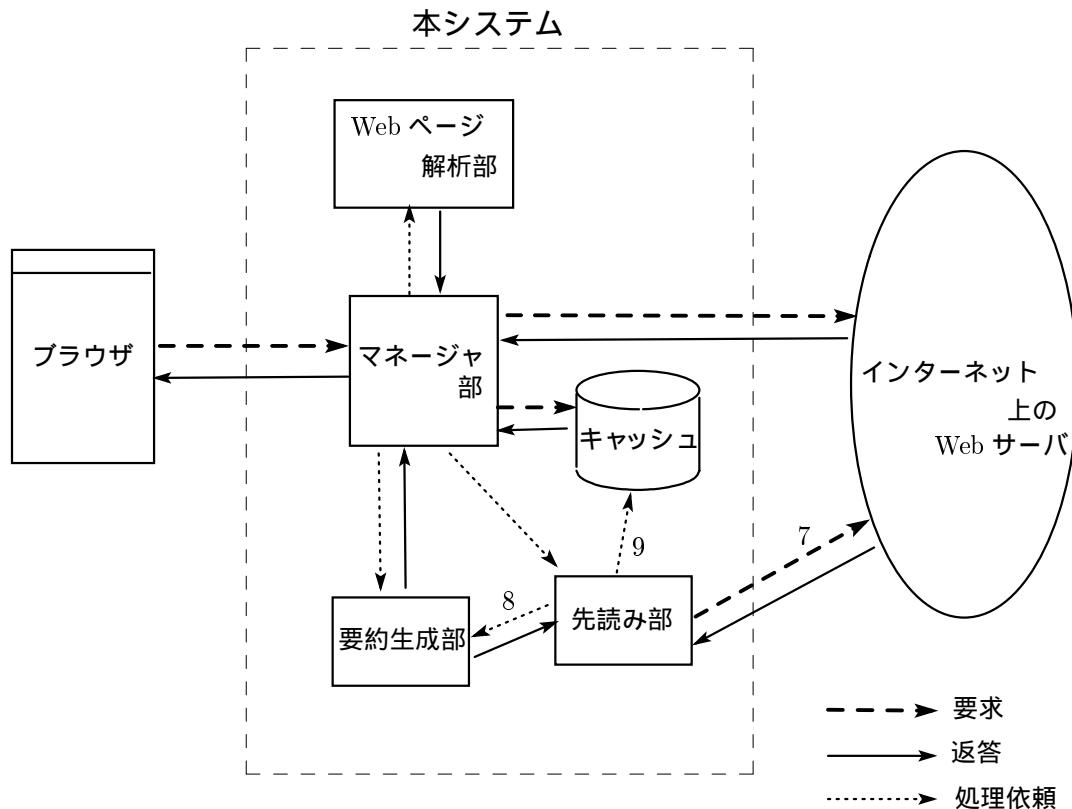 本システム
Web ページ
解析部
ブラウザ
マネージャ
部
キャッシュ
インターネット
上の
Web サーバ
7
9
8
要約生成部
先読み部
要求
返答
処理依頼